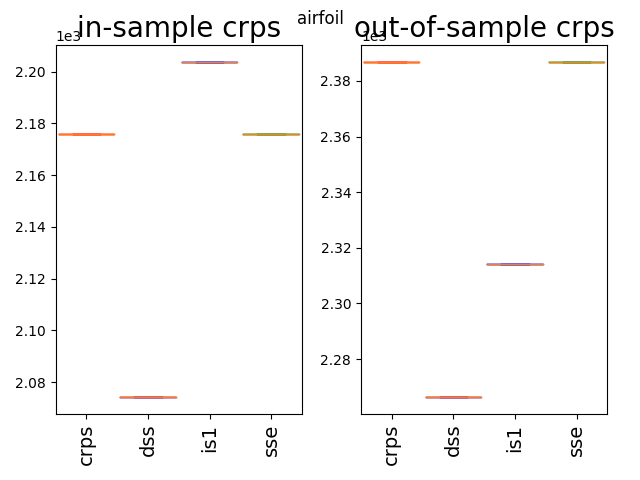 airfoil
in-sample crps
1e3
2.20
2.18
2.16
2.14
2.12
2.10
2.08
crps
dss
is1
sse
out-of-sample crps
1e3
2.38
2.36
2.34
2.32
2.30
2.28
crps
dss
is1
sse